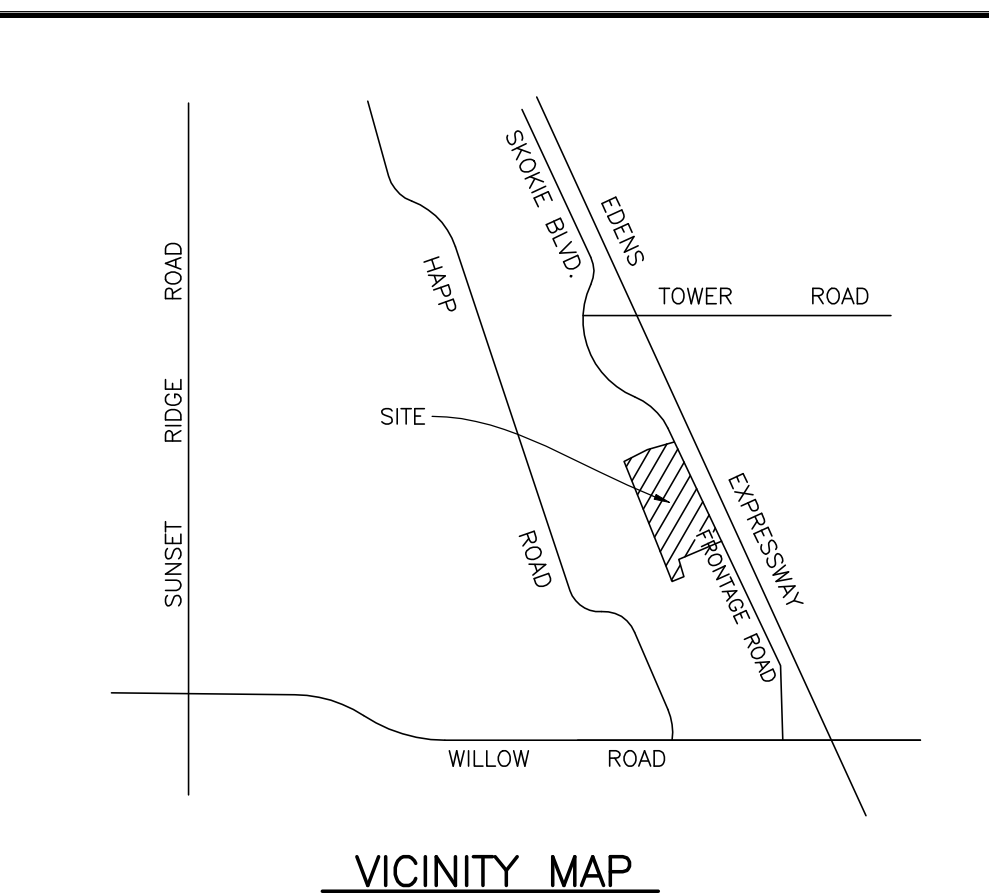 SKOKIE BLVD.
EDENS
SUNSET RIDGE ROAD
HAPP
TOWER ROAD
SITE
EXPRESSWAY
ROAD
FRONTAGE ROAD
WILLOW ROAD
VICINITY MAP